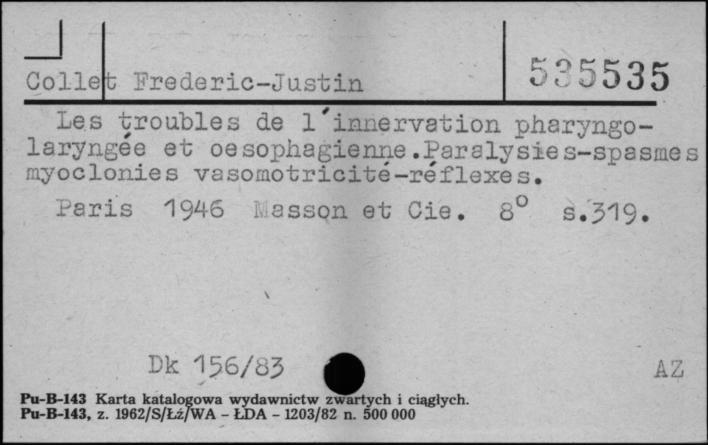 Collet Frederic-Justin 535535
Les troubles de l'innervation pharyngo-
laryngée et oesophagienne.Paralysies-spasmes
myoclonies vasomotricité-réflexes.
Paris 1946 Masson et Cie. 8° s.319.
Dk 156/83 AZ
Pu-B-143 Karta katalogowa wydawnictw zwartych i ciągłych.
Pu-B-143, z. 1962/S/Łź/WA - ŁDA - 1203/82 n. 500 000